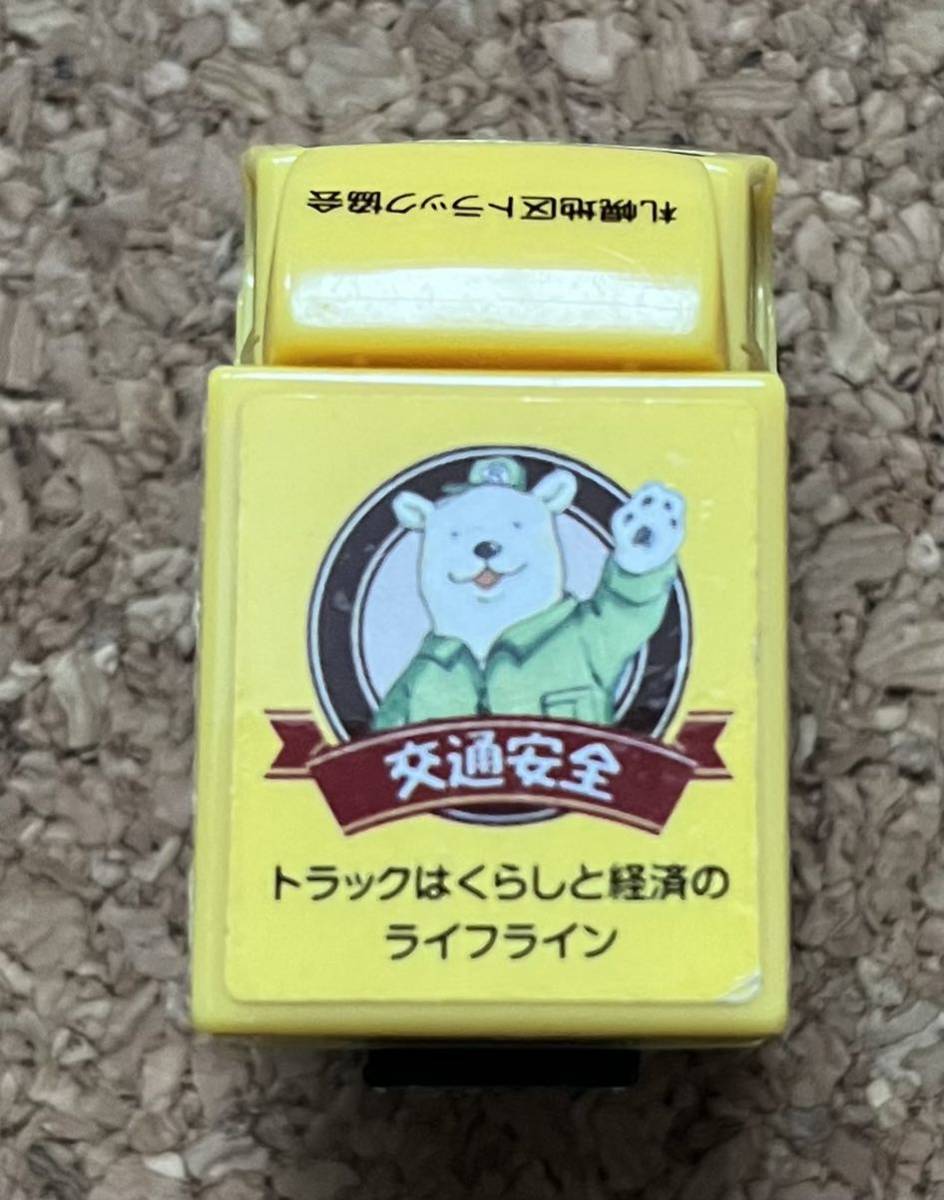 札幌地区トラック協会
交通安全
トラックはくらしと経済の
ライフライン